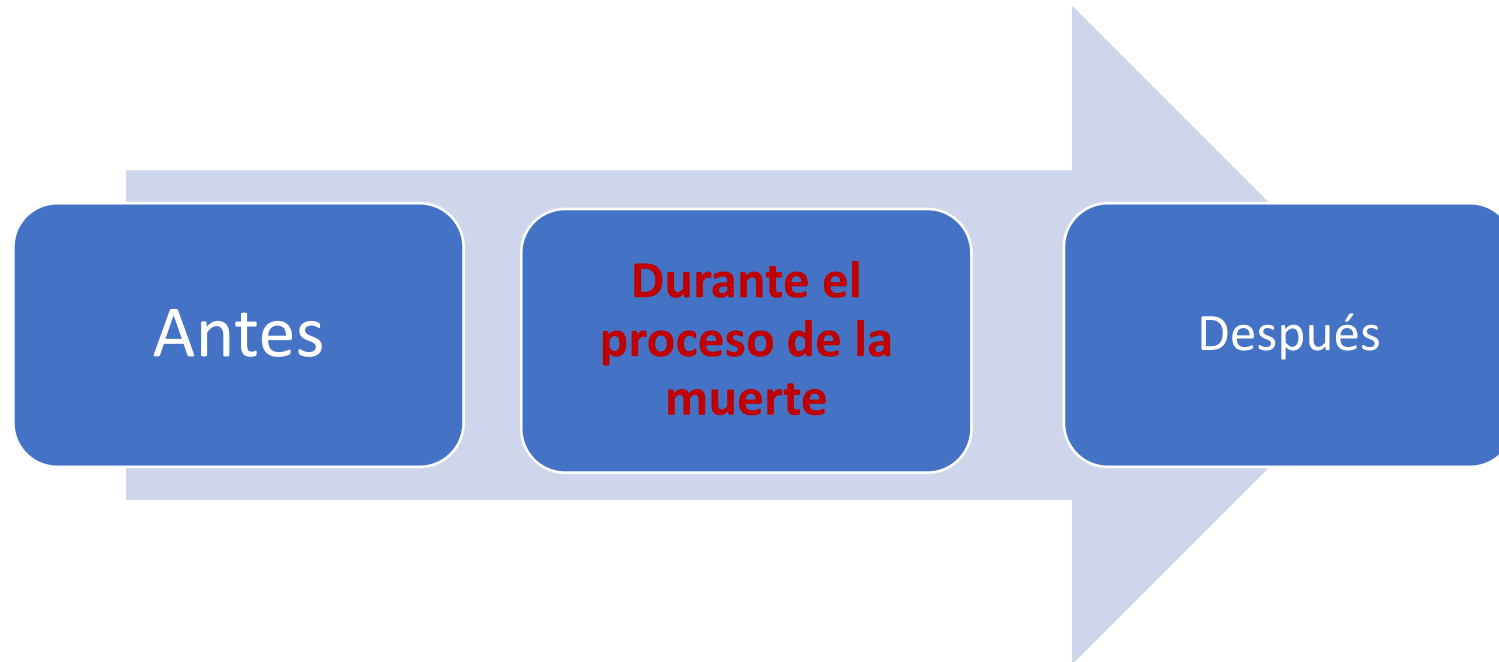 Antes
Durante el
proceso de la
muerte
Después